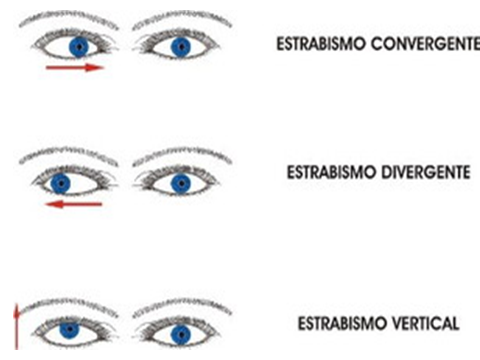 ESTRABISMO CONVERGENTE
ESTRABISMO DIVERGENTE
ESTRABISMO VERTICAL